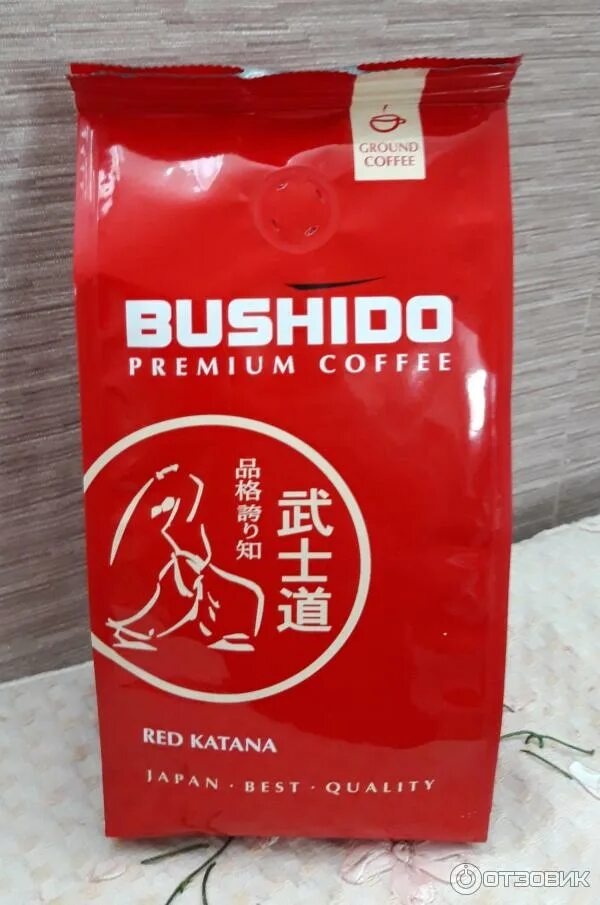 GROUND
COFFEE
BUSHIDO
PREMIUM COFFEE
武士道
品格誇り知
RED KATANA
JAPAN · BEST · QUALITY
ОТЗОВИК